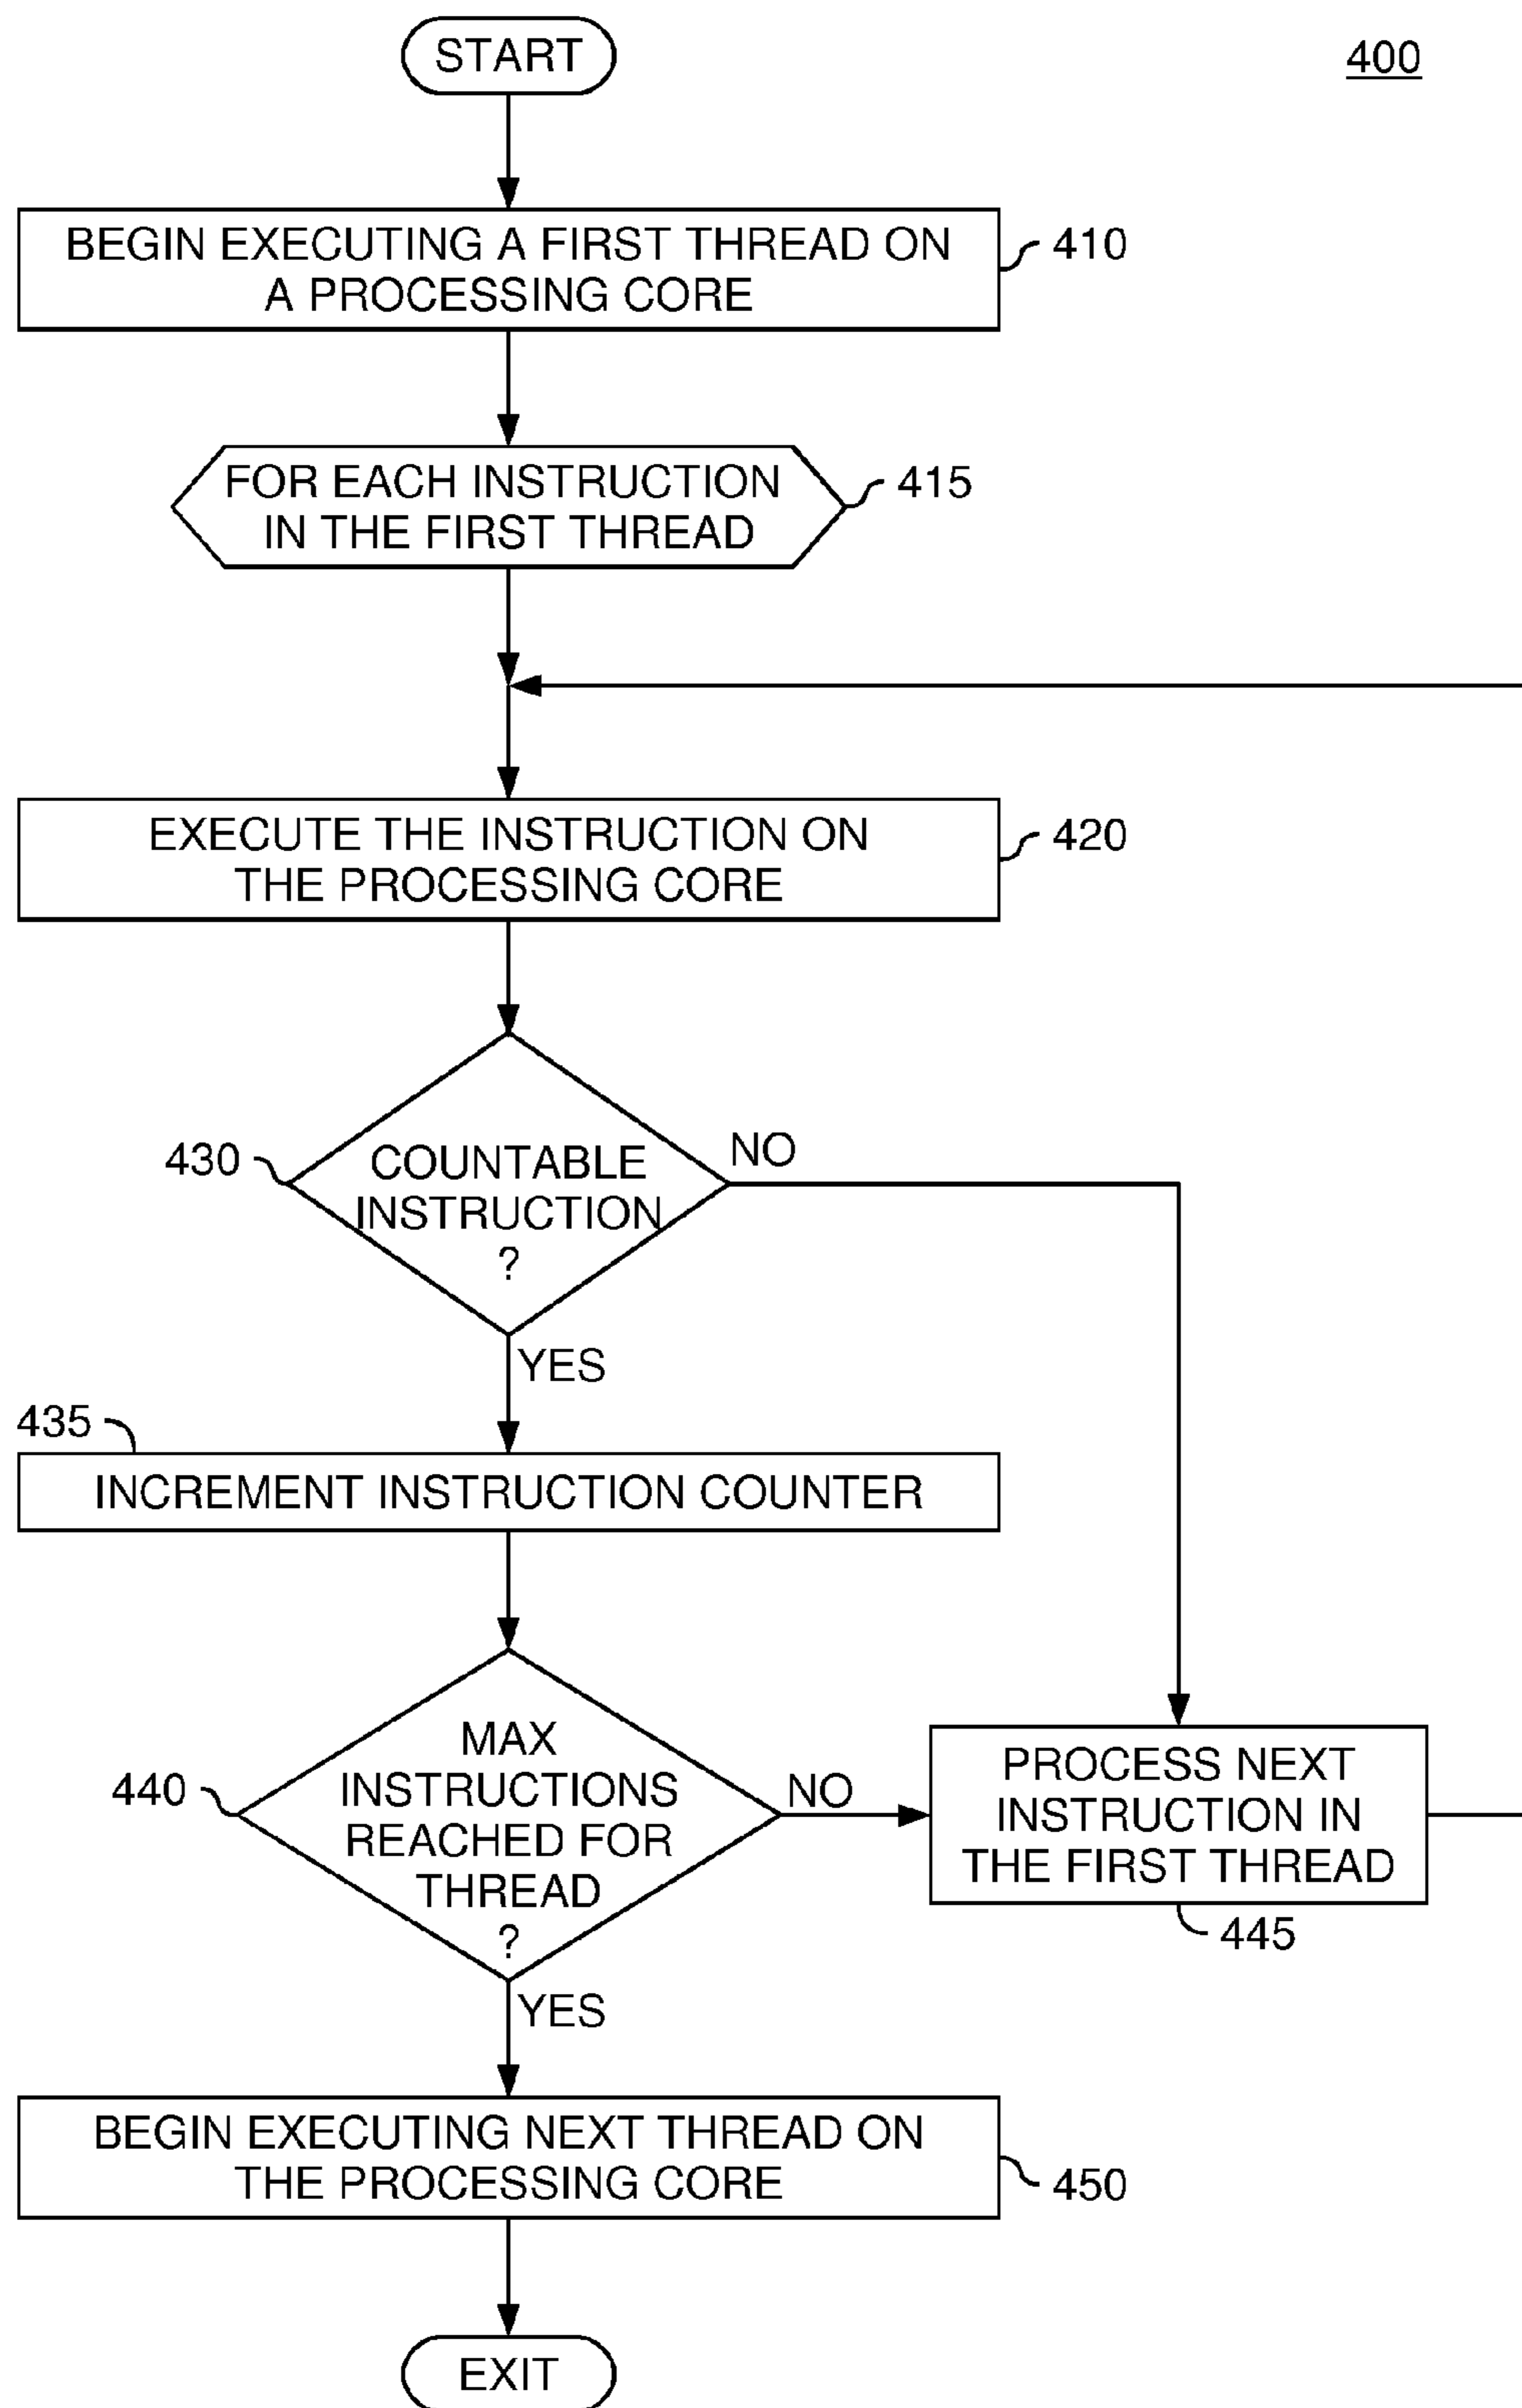 START
400
BEGIN EXECUTING A FIRST THREAD ON
A PROCESSING CORE
410
FOR EACH INSTRUCTION
IN THE FIRST THREAD
415
EXECUTE THE INSTRUCTION ON
THE PROCESSING CORE
420
430
COUNTABLE
INSTRUCTION
?
NO
YES
435
INCREMENT INSTRUCTION COUNTER
440
MAX
INSTRUCTIONS
REACHED FOR
THREAD
?
NO
PROCESS NEXT
INSTRUCTION IN
THE FIRST THREAD
445
YES
BEGIN EXECUTING NEXT THREAD ON
THE PROCESSING CORE
450
EXIT